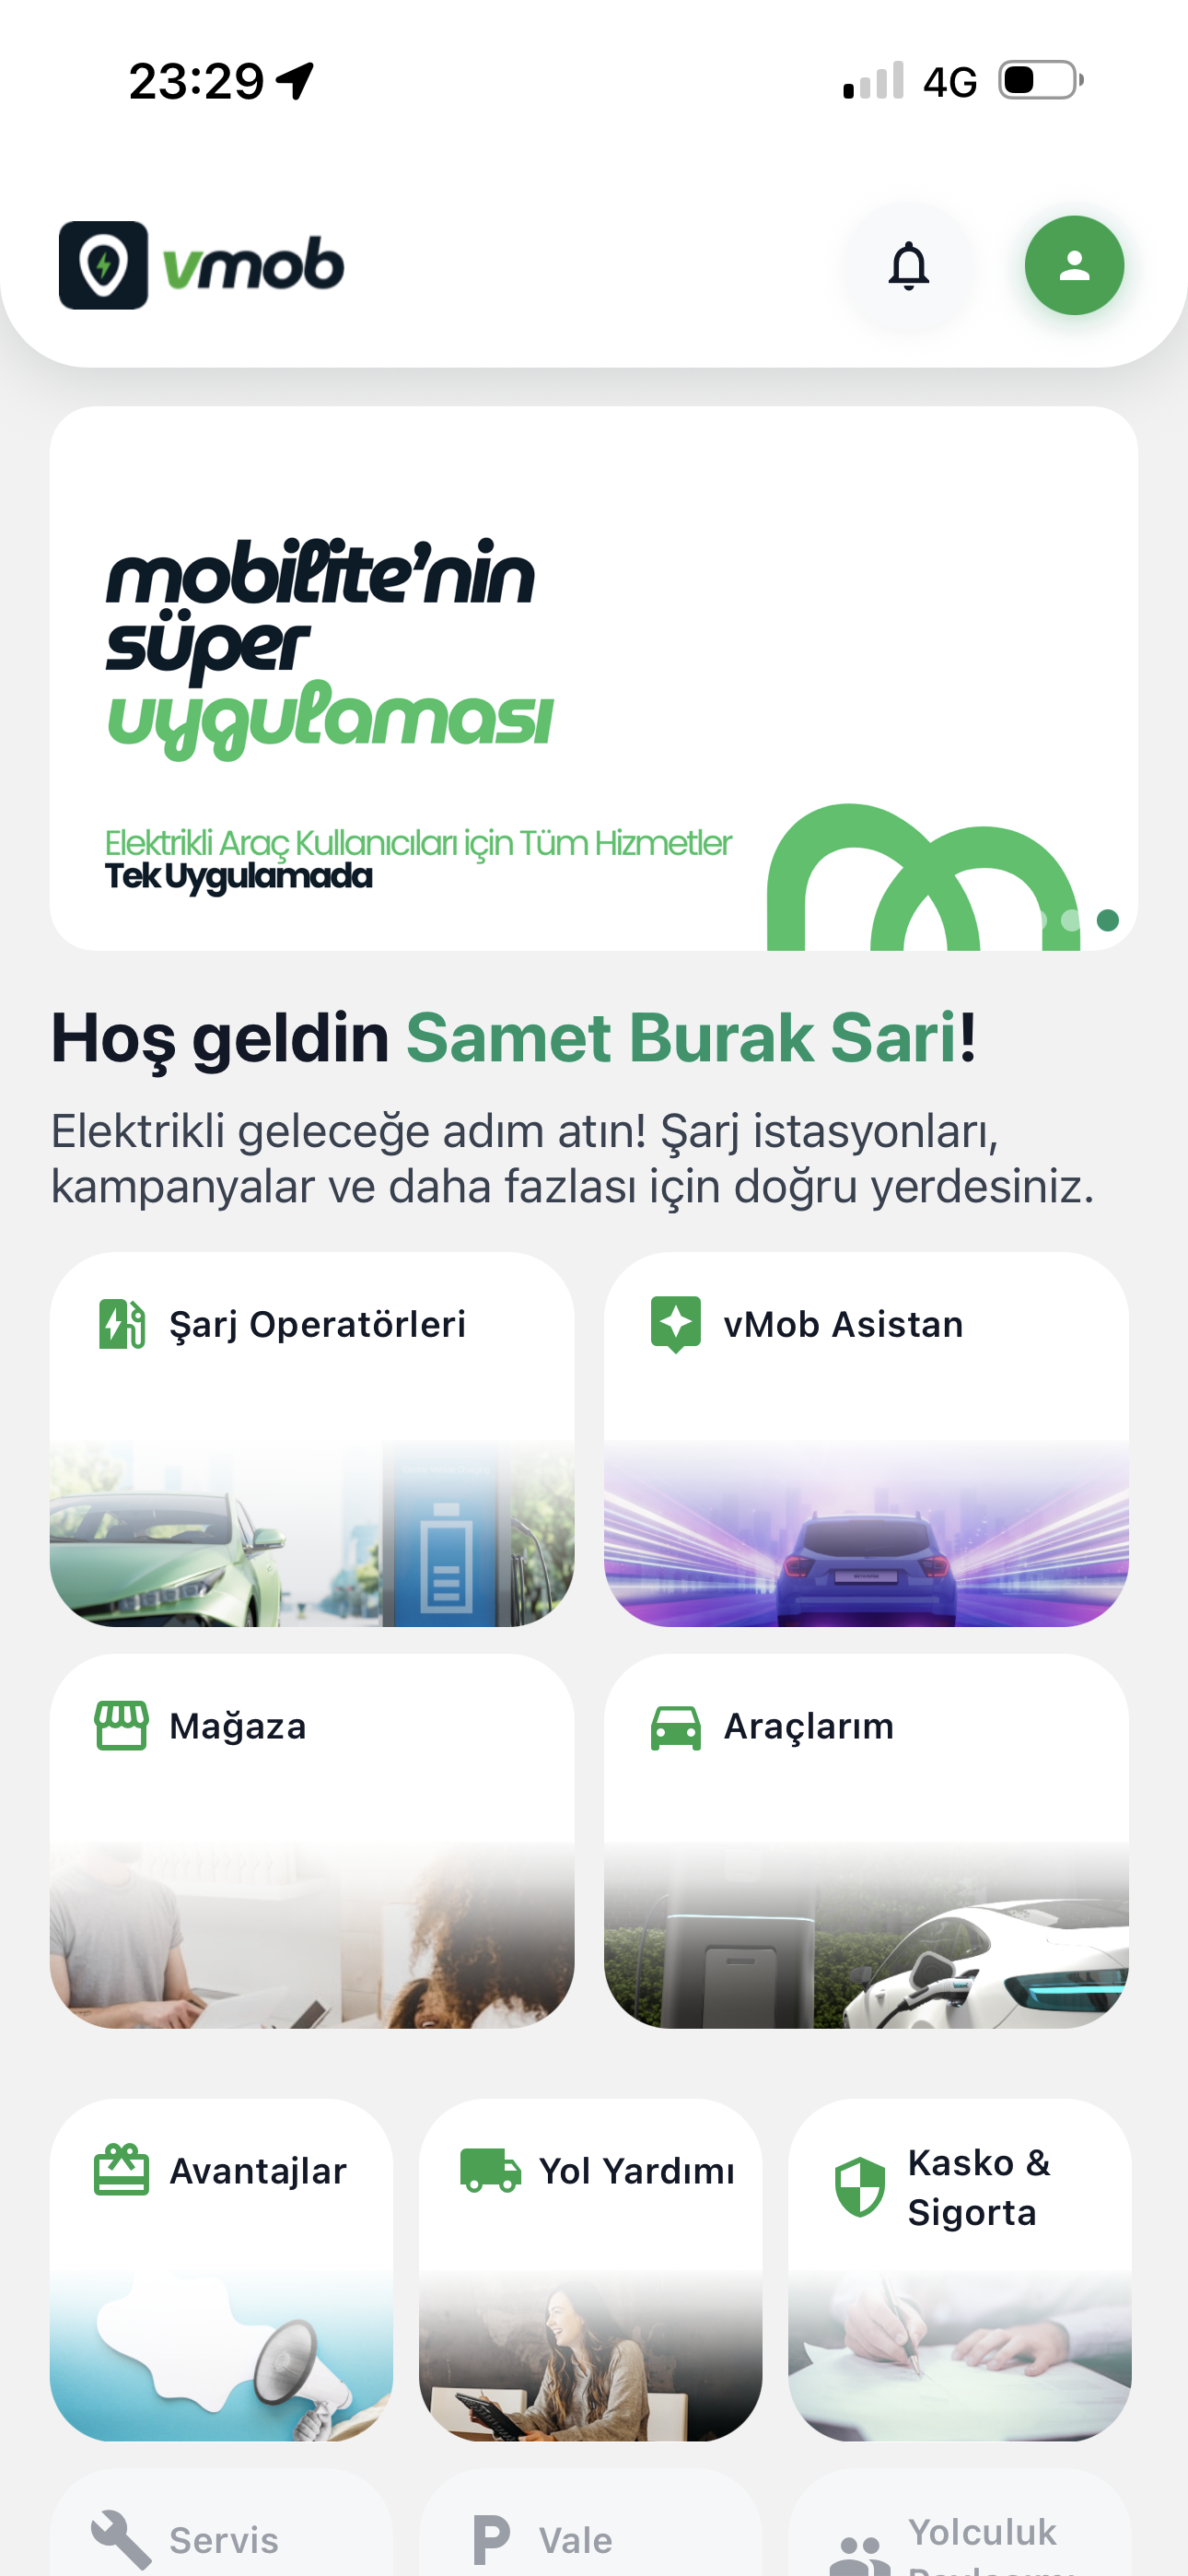 23:29
4G
vmob
mobilite'nin
süper
uygulaması
Elektrikli Araç Kullanıcıları için Tüm Hizmetler
Tek Uygulamada
Hoş geldin Samet Burak Sari!
Elektrikli geleceğe adım atın! Şarj istasyonları,
kampanyalar ve daha fazlası için doğru yerdesiniz.
Şarj Operatörleri
vMob Asistan
Mağaza
Araçlarım
Avantajlar
Yol Yardımı
Kasko &
Sigorta
Servis
P
Vale
Yolculuk